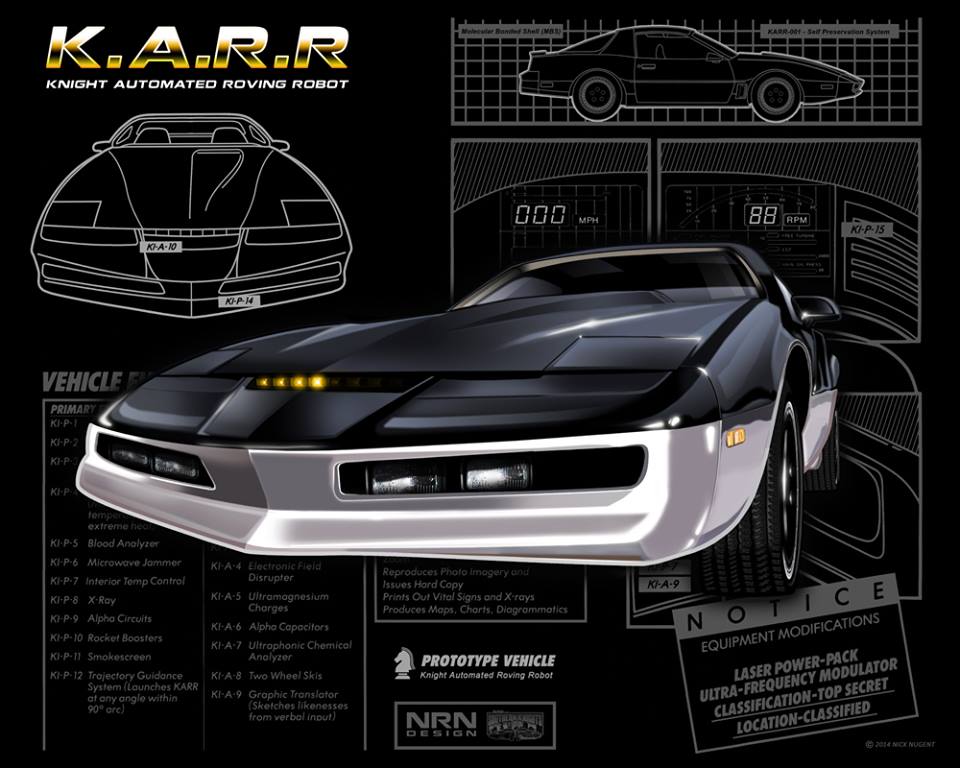 K.A.R.R
KNIGHT AUTOMATED ROVING ROBOT
Molecular Bonded Shell (MBS)
KARR-001 - Self Preservation System
KI-A-10
KI-P-14
000 MPH
88 RPM
KI-P-15
VEHICLE
PRIMARY
KI-P-1
KI-P-2
extreme heat
KI-P-5 Blood Analyzer
KI-P-6 Microwave Jammer
KI-P-7 Interior Temp Control
KI-P-8 X-Ray
KI-P-9 Alpha Circuits
KI-P-10 Rocket Boosters
KI-P-11 Smokescreen
KI-P-12 Trajectory Guidance
System (Launches KARR
at any angle within
90° arc)
KI-A-4 Electronic Field
Disrupter
KI-A-5 Ultramagnesium
Charges
KI-A-6 Alpha Capacitors
KI-A-7 Ultraphonic Chemical
Analyzer
KI-A-8 Two Wheel Skis
KI-A-9 Graphic Translator
(Sketches likenesses
from verbal input)
Reproduces Photo Imagery and
Issues Hard Copy
Prints Out Vital Signs and X-rays
Produces Maps, Charts, Diagrammatics
KI-A-9
PROTOTYPE VEHICLE
Knight Automated Roving Robot
NRN
DESIGN
NOTICE
EQUIPMENT MODIFICATIONS
LASER POWER-PACK
ULTRA-FREQUENCY MODULATOR
CLASSIFICATION-TOP SECRET
LOCATION-CLASSIFIED
© 2014 NICK NUGENT